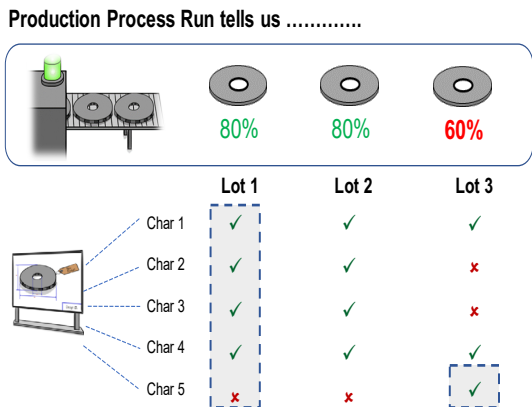 Production Process Run tells us ………….
80% 80% 60%
Lot 1 Lot 2 Lot 3
Char 1 ✓ ✓ ✓
Char 2 ✓ ✓ ✘
Char 3 ✓ ✓ ✘
Char 4 ✓ ✓ ✓
Char 5 ✘ ✘ ✓